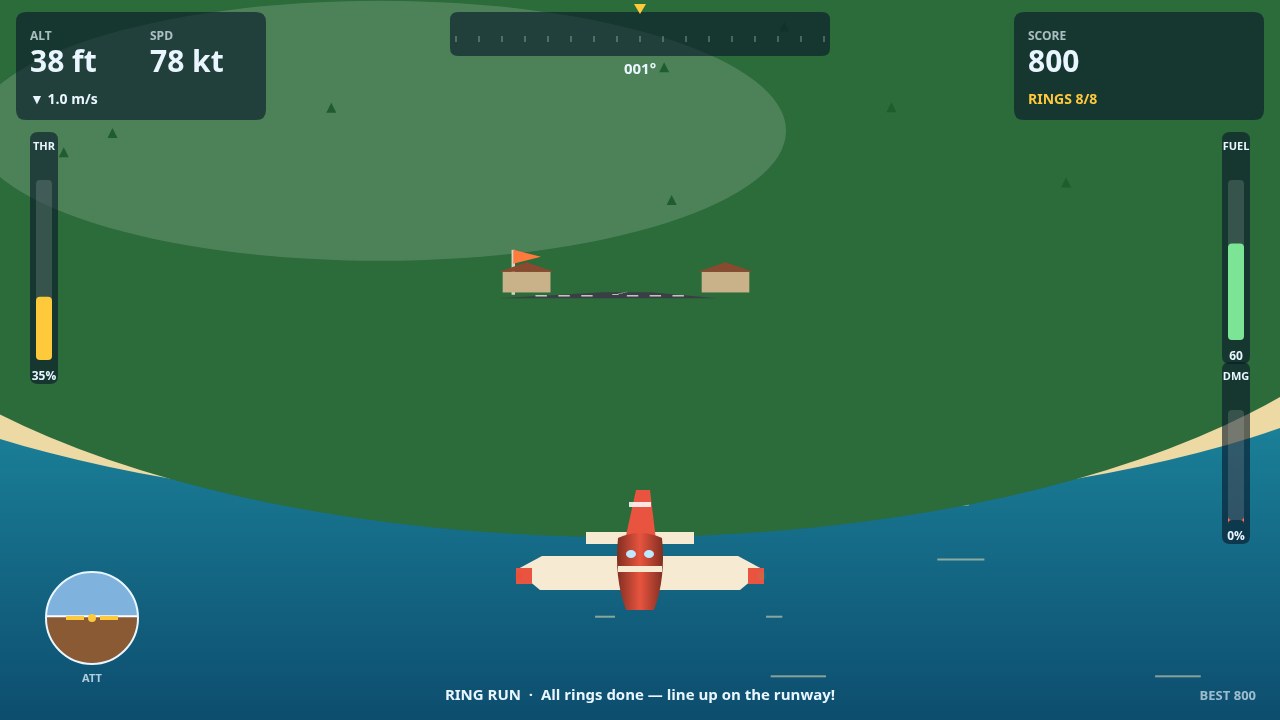 ALT SPD
38 ft 78 kt
▼ 1.0 m/s
001°
SCORE
800
RINGS 8/8
THR
35%
FUEL
60
DMG
0%
ATT
RING RUN · All rings done — line up on the runway!
BEST 800